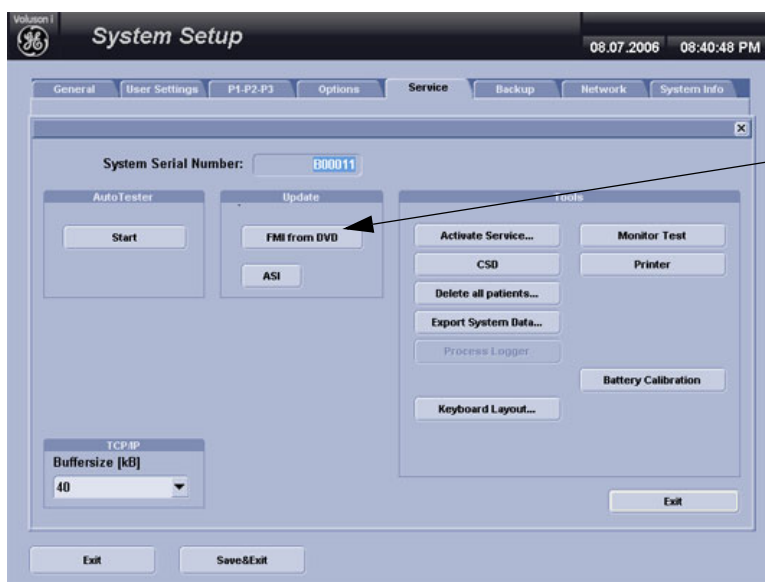 Voluson i
System Setup
08.07.2006 08:40:48 PM
General User Settings P1-P2-P3 Options Service Backup Network System Info
System Serial Number: B00011
AutoTester
Start
Update
FMI from DVD
ASI
Tools
Activate Service...
Monitor Test
CSD
Printer
Delete all patients...
Export System Data...
Process Logger
Battery Calibration
Keyboard Layout...
TCP/IP
Buffersize [kB]
40
Exit
Exit Save&Exit